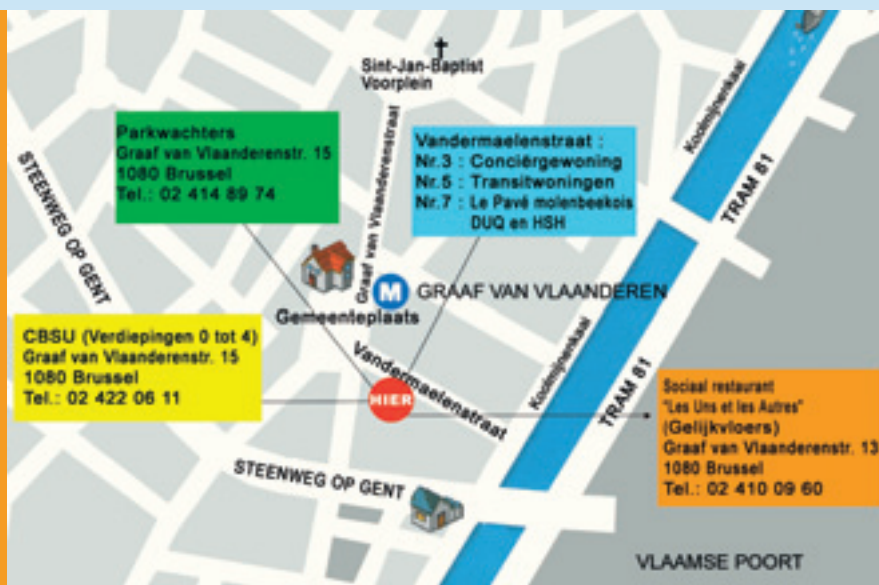 Sint-Jan-Baptist
Voorplein
Koolmijnenkaai
TRAM 81
Parkwachters
Graaf van Vlaanderenstr. 15
1080 Brussel
Tel.: 02 414 89 74
Vandermaelenstraat :
Nr.3 : Conciërgewoning
Nr.5 : Transitwoningen
Nr.7 : Le Pavé molenbeekois
DUQ en HSH
STEENWEG OP GENT
Graaf van Vlaanderenstraat
M
GRAAF VAN VLAANDEREN
Gemeenteplaats
CBSU (Verdiepingen 0 tot 4)
Graaf van Vlaanderenstr. 15
1080 Brussel
Tel.: 02 422 06 11
Vandermaelenstraat
HIER
Koolmijnenkaai
TRAM 81
Sociaal restaurant
"Les Uns et les Autres"
(Gelijkvloers)
Graaf van Vlaanderenstr. 13
1080 Brussel
Tel.: 02 410 09 60
STEENWEG OP GENT
VLAAMSE POORT